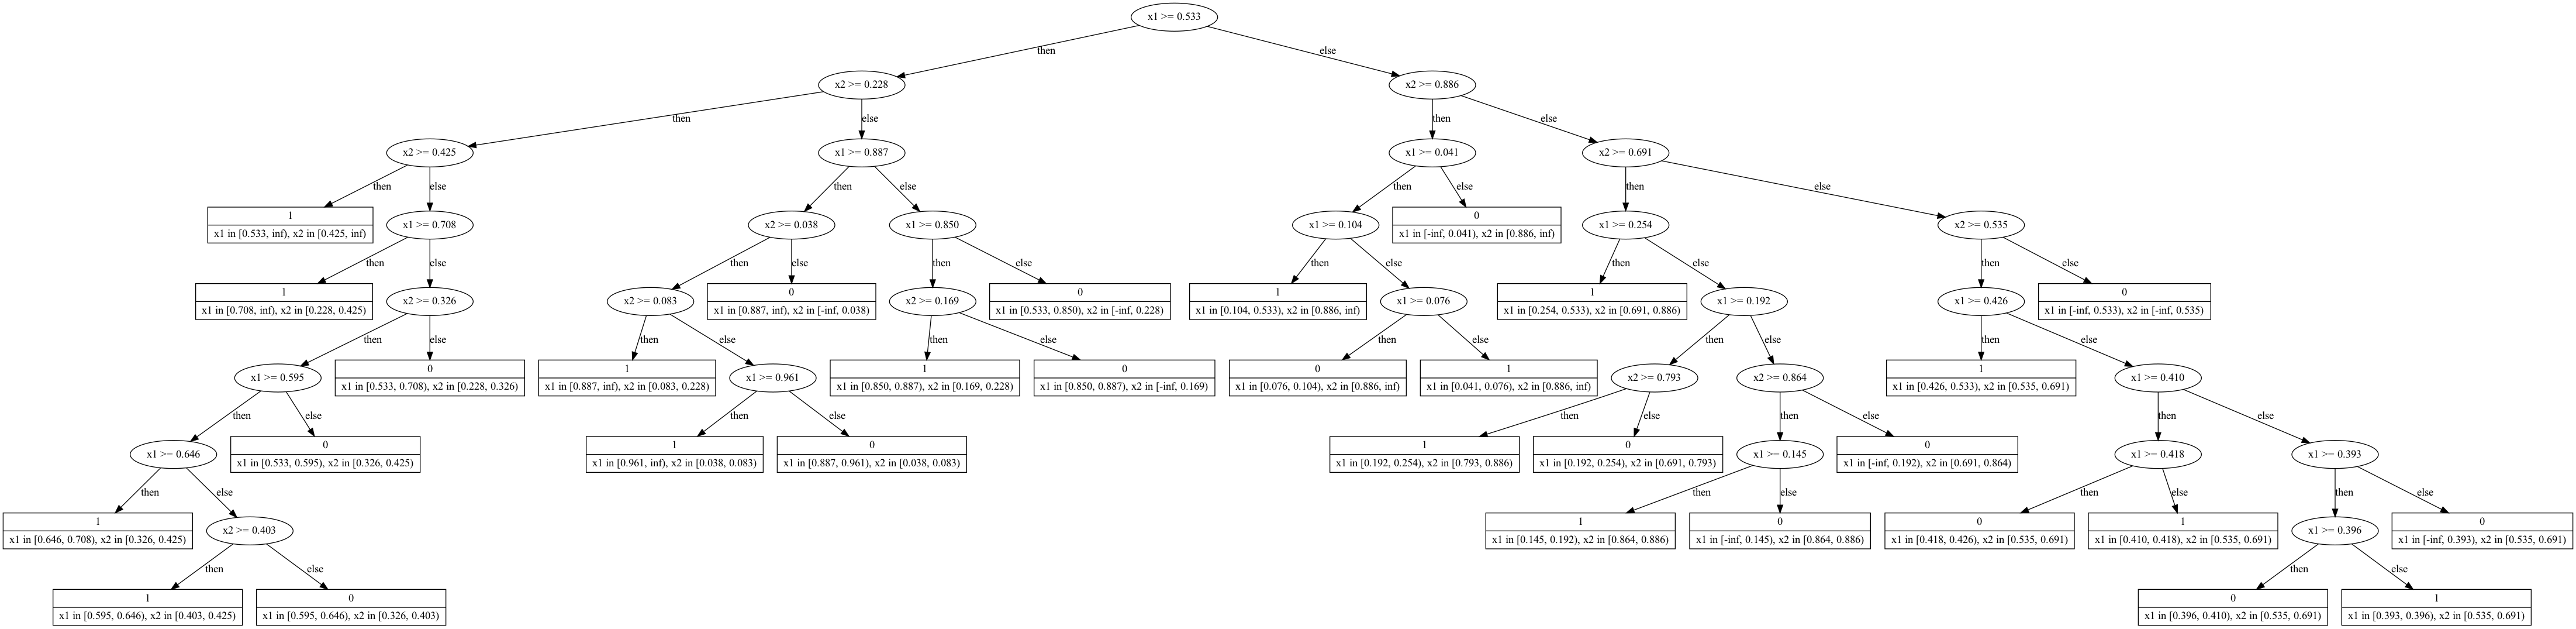 x1 >= 0.533
then
else
x2 >= 0.228
x2 >= 0.886
then
else
then
else
x2 >= 0.425
x1 >= 0.887
x1 >= 0.041
x2 >= 0.691
then
else
then
else
then
else
then
else
1
x1 in [0.533, inf), x2 in [0.425, inf)
x1 >= 0.708
x2 >= 0.038
x1 >= 0.850
x1 >= 0.104
0
x1 in [-inf, 0.041), x2 in [0.886, inf)
x1 >= 0.254
x2 >= 0.535
then
else
then
else
then
else
then
else
then
else
then
else
1
x1 in [0.708, inf), x2 in [0.228, 0.425)
x2 >= 0.326
x2 >= 0.083
0
x1 in [0.887, inf), x2 in [-inf, 0.038)
x2 >= 0.169
0
x1 in [0.533, 0.850), x2 in [-inf, 0.228)
1
x1 in [0.104, 0.533), x2 in [0.886, inf)
x1 >= 0.076
1
x1 in [0.254, 0.533), x2 in [0.691, 0.886)
x1 >= 0.192
x1 >= 0.426
0
x1 in [-inf, 0.533), x2 in [-inf, 0.535)
then
else
then
else
then
else
then
else
then
else
then
else
x1 >= 0.595
0
x1 in [0.533, 0.708), x2 in [0.228, 0.326)
1
x1 in [0.887, inf), x2 in [0.083, 0.228)
x1 >= 0.961
1
x1 in [0.850, 0.887), x2 in [0.169, 0.228)
0
x1 in [0.850, 0.887), x2 in [-inf, 0.169)
0
x1 in [0.076, 0.104), x2 in [0.886, inf)
1
x1 in [0.041, 0.076), x2 in [0.886, inf)
x2 >= 0.793
x2 >= 0.864
1
x1 in [0.426, 0.533), x2 in [0.535, 0.691)
x1 >= 0.410
then
else
then
else
then
else
then
else
then
else
x1 >= 0.646
0
x1 in [0.533, 0.595), x2 in [0.326, 0.425)
1
x1 in [0.961, inf), x2 in [0.038, 0.083)
0
x1 in [0.887, 0.961), x2 in [0.038, 0.083)
1
x1 in [0.192, 0.254), x2 in [0.793, 0.886)
0
x1 in [0.192, 0.254), x2 in [0.691, 0.793)
x1 >= 0.145
0
x1 in [-inf, 0.192), x2 in [0.691, 0.864)
x1 >= 0.418
x1 >= 0.393
then
else
then
else
then
else
then
else
1
x1 in [0.646, 0.708), x2 in [0.326, 0.425)
x2 >= 0.403
1
x1 in [0.145, 0.192), x2 in [0.864, 0.886)
0
x1 in [-inf, 0.145), x2 in [0.864, 0.886)
0
x1 in [0.418, 0.426), x2 in [0.535, 0.691)
1
x1 in [0.410, 0.418), x2 in [0.535, 0.691)
x1 >= 0.396
0
x1 in [-inf, 0.393), x2 in [0.535, 0.691)
then
else
then
else
1
x1 in [0.595, 0.646), x2 in [0.403, 0.425)
0
x1 in [0.595, 0.646), x2 in [0.326, 0.403)
0
x1 in [0.396, 0.410), x2 in [0.535, 0.691)
1
x1 in [0.393, 0.396), x2 in [0.535, 0.691)